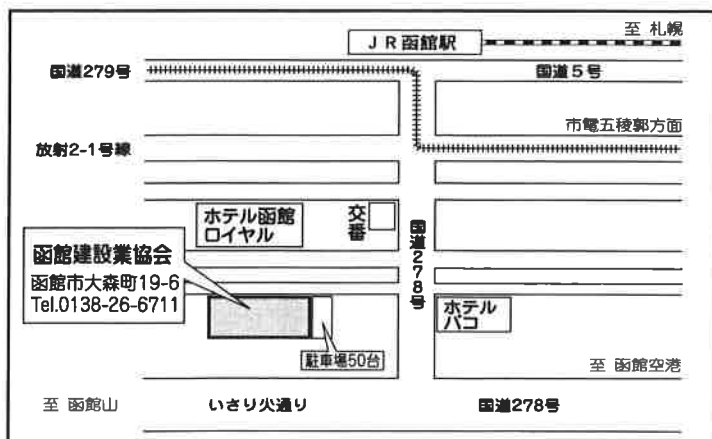 至 札幌
JR函館駅
国道279号
国道5号
市電五稜郭方面
放射2-1号線
ホテル函館
ロイヤル
交番
国道278号
函館建設業協会
函館市大森町19-6
Tel.0138-26-6711
ホテル
パコ
駐車場50台
至 函館空港
至 函館山
いさり火通り
国道278号